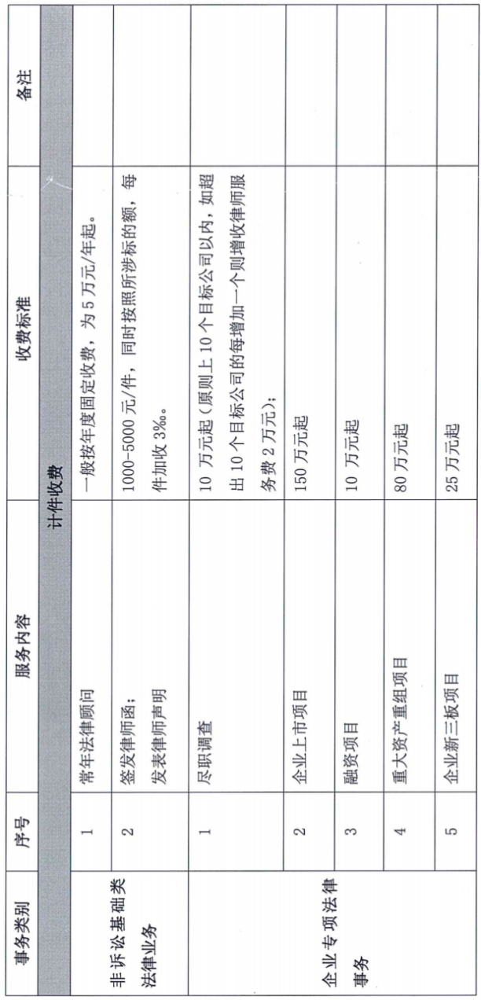 事务类别 序号 服务内容 收费标准 备注
计件收费
非诉讼基础类
法律业务
1 常年法律顾问 一般按年度固定收费，为 5 万元/年起。
2 签发律师函；
发表律师声明
1000-5000 元/件，同时按照所涉标的额，每
件加收 3‰。
企业专项法律
事务
1 尽职调查 10 万元起（原则上 10 个目标公司以内，如超
出 10 个目标公司的每增加一个则增收律师服
务费 2 万元）；
2 企业上市项目 150 万元起
3 融资项目 10 万元起
4 重大资产重组项目 80 万元起
5 企业新三板项目 25 万元起